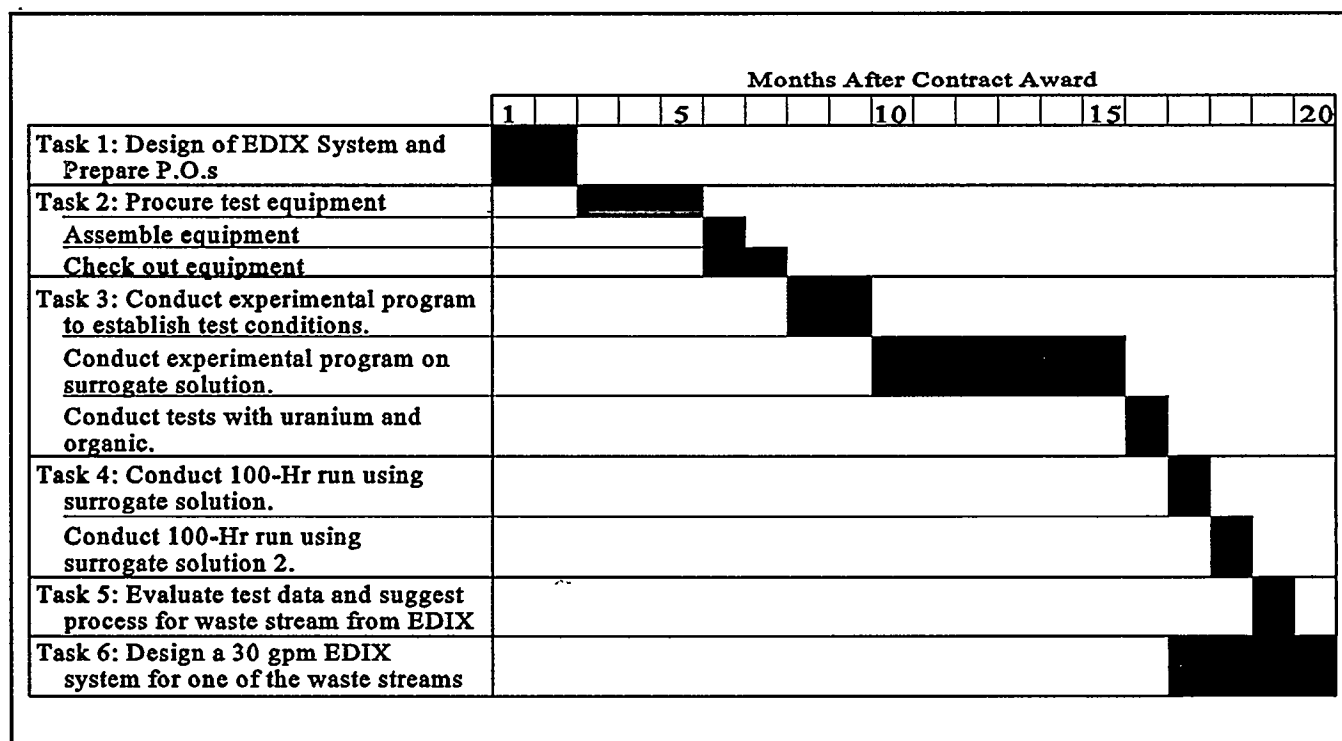 Months After Contract Award
1 5 10 15 20
Task 1: Design of EDIX System and
Prepare P.O.s
Task 2: Procure test equipment
Assemble equipment
Check out equipment
Task 3: Conduct experimental program
to establish test conditions.
Conduct experimental program on
surrogate solution.
Conduct tests with uranium and
organic.
Task 4: Conduct 100-Hr run using
surrogate solution.
Conduct 100-Hr run using
surrogate solution 2.
Task 5: Evaluate test data and suggest
process for waste stream from EDIX
Task 6: Design a 30 gpm EDIX
system for one of the waste streams